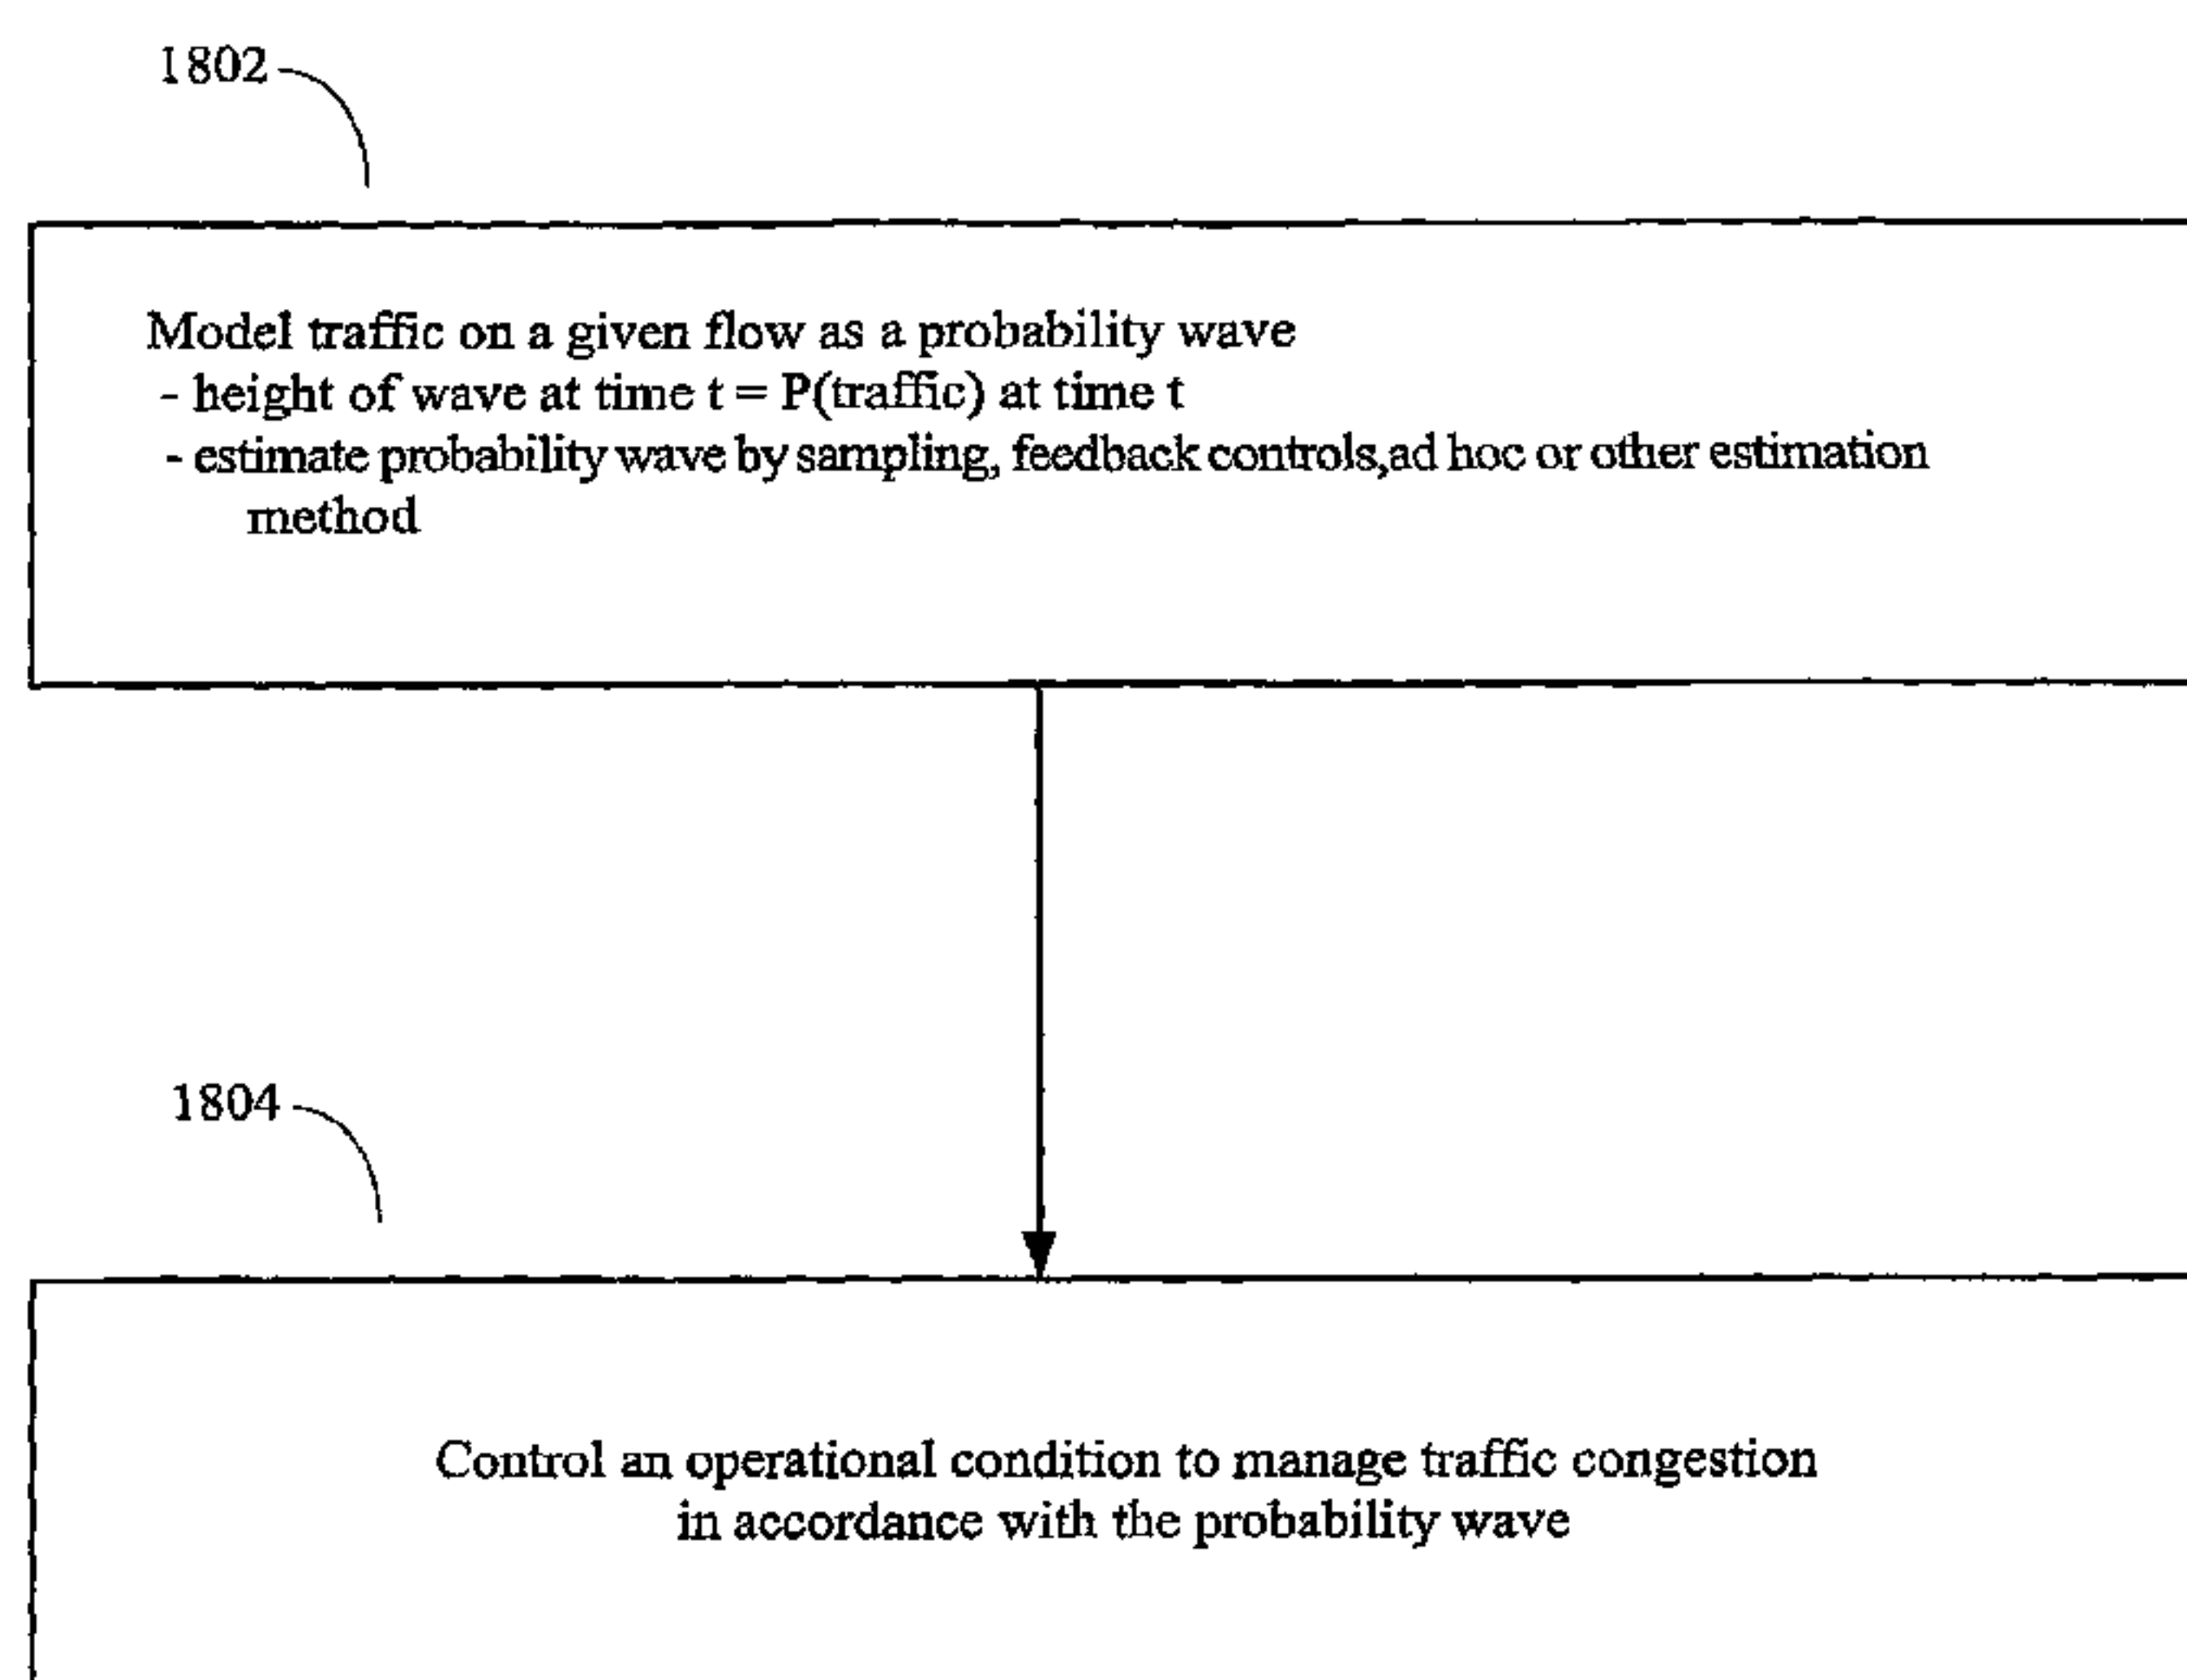 1802
Model traffic on a given flow as a probability wave
- height of wave at time t = P(traffic) at time t
- estimate probability wave by sampling, feedback controls,ad hoc or other estimation
method
1804
Control an operational condition to manage traffic congestion
in accordance with the probability wave